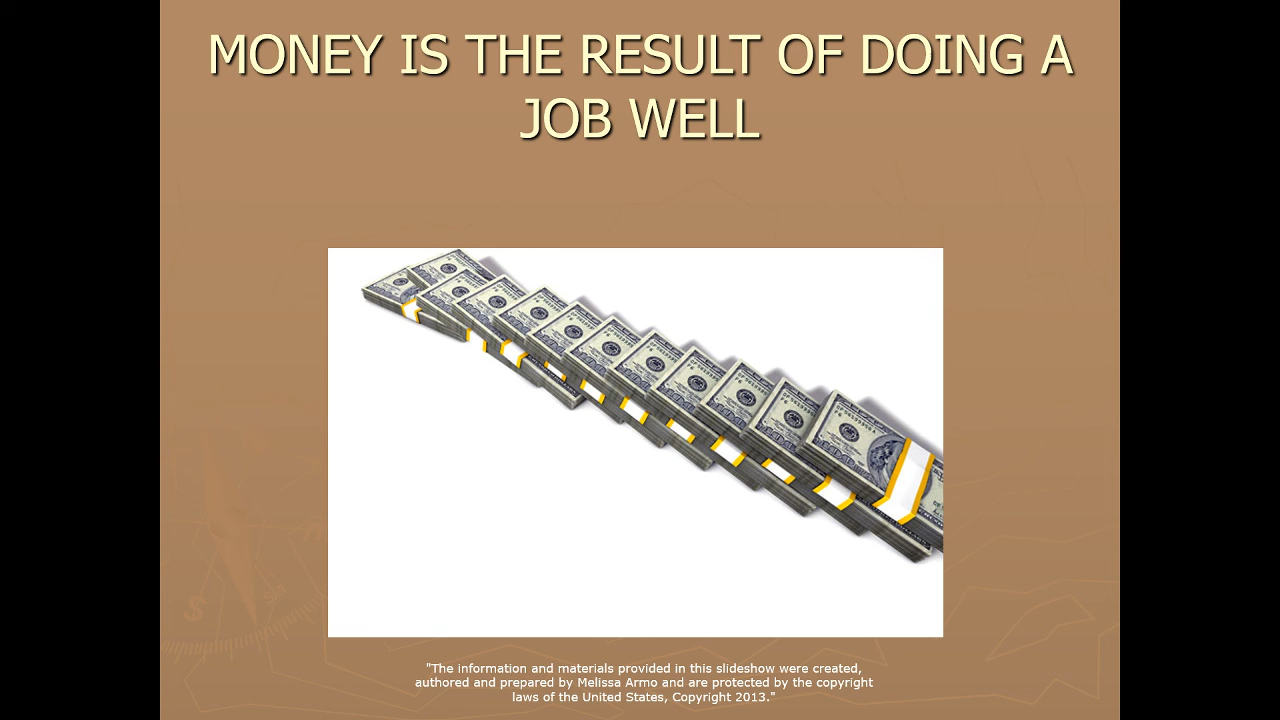 MONEY IS THE RESULT OF DOING A
JOB WELL
"The information and materials provided in this slideshow were created,
authored and prepared by Melissa Armo and are protected by the copyright
laws of the United States, Copyright 2013."